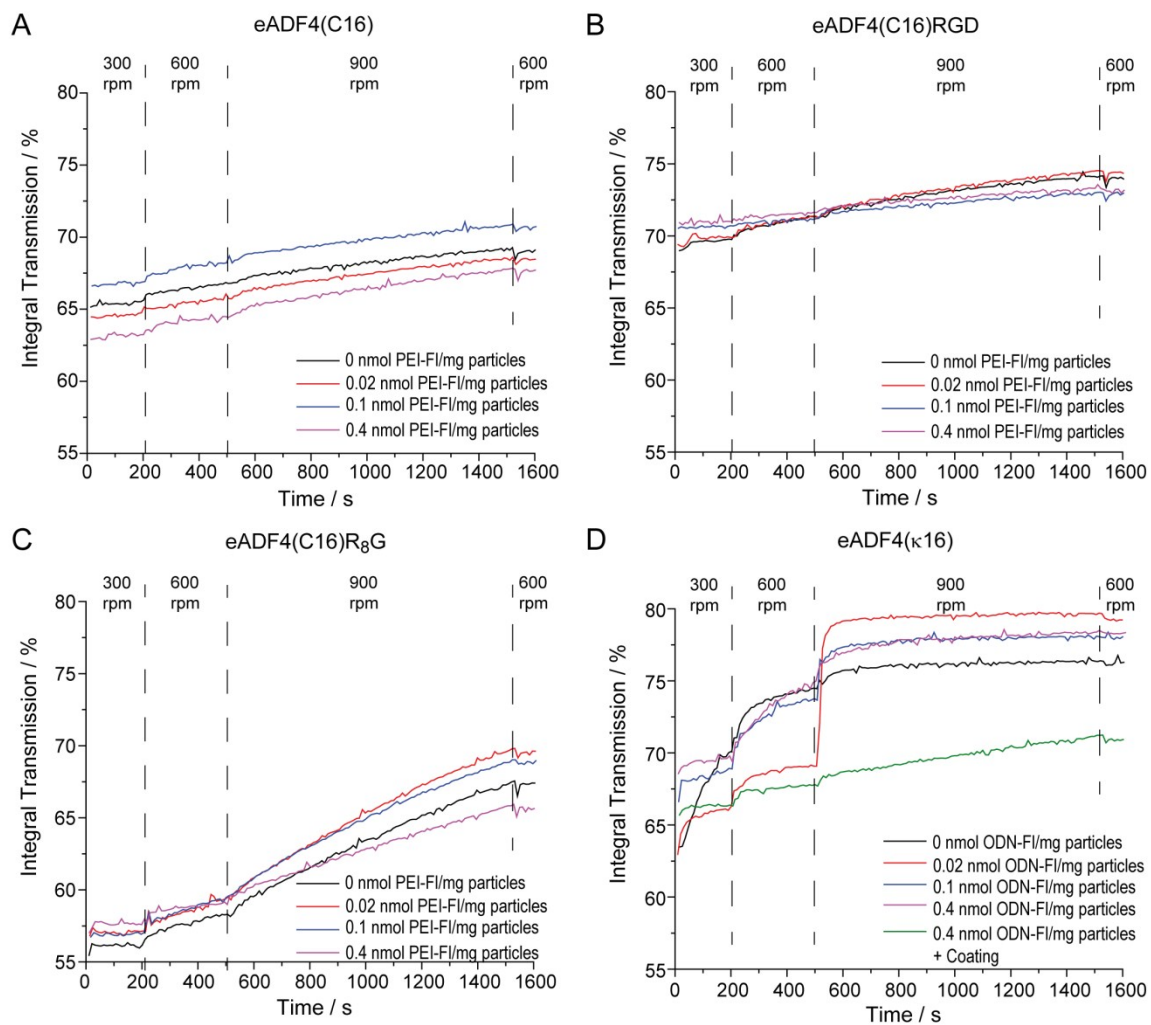 A
eADF4(C16)
300 rpm
600 rpm
900 rpm
600 rpm
Integral Transmission / %
80
75
70
65
60
55
0 nmol PEI-Fl/mg particles
0.02 nmol PEI-Fl/mg particles
0.1 nmol PEI-Fl/mg particles
0.4 nmol PEI-Fl/mg particles
0 200 400 600 800 1000 1200 1400 1600
Time / s
B
eADF4(C16)RGD
300 rpm
600 rpm
900 rpm
600 rpm
Integral Transmission / %
80
75
70
65
60
55
0 nmol PEI-Fl/mg particles
0.02 nmol PEI-Fl/mg particles
0.1 nmol PEI-Fl/mg particles
0.4 nmol PEI-Fl/mg particles
0 200 400 600 800 1000 1200 1400 1600
Time / s
C
eADF4(C16)R₈G
300 rpm
600 rpm
900 rpm
600 rpm
Integral Transmission / %
80
75
70
65
60
55
0 nmol PEI-Fl/mg particles
0.02 nmol PEI-Fl/mg particles
0.1 nmol PEI-Fl/mg particles
0.4 nmol PEI-Fl/mg particles
0 200 400 600 800 1000 1200 1400 1600
Time / s
D
eADF4(κ16)
300 rpm
600 rpm
900 rpm
600 rpm
Integral Transmission / %
80
75
70
65
60
55
0 nmol ODN-Fl/mg particles
0.02 nmol ODN-Fl/mg particles
0.1 nmol ODN-Fl/mg particles
0.4 nmol ODN-Fl/mg particles
0.4 nmol ODN-Fl/mg particles
+ Coating
0 200 400 600 800 1000 1200 1400 1600
Time / s